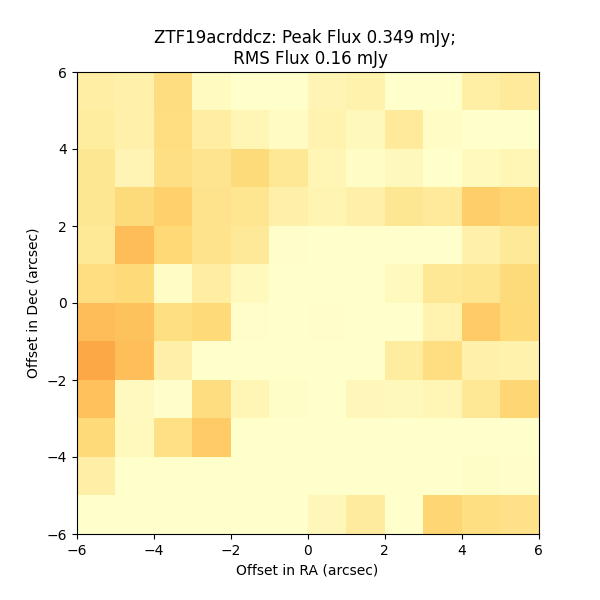 ZTF19acrddcz: Peak Flux 0.349 mJy;
RMS Flux 0.16 mJy
6
4
2
0
−2
−4
−6
Offset in Dec (arcsec)
−6 −4 −2 0 2 4 6
Offset in RA (arcsec)